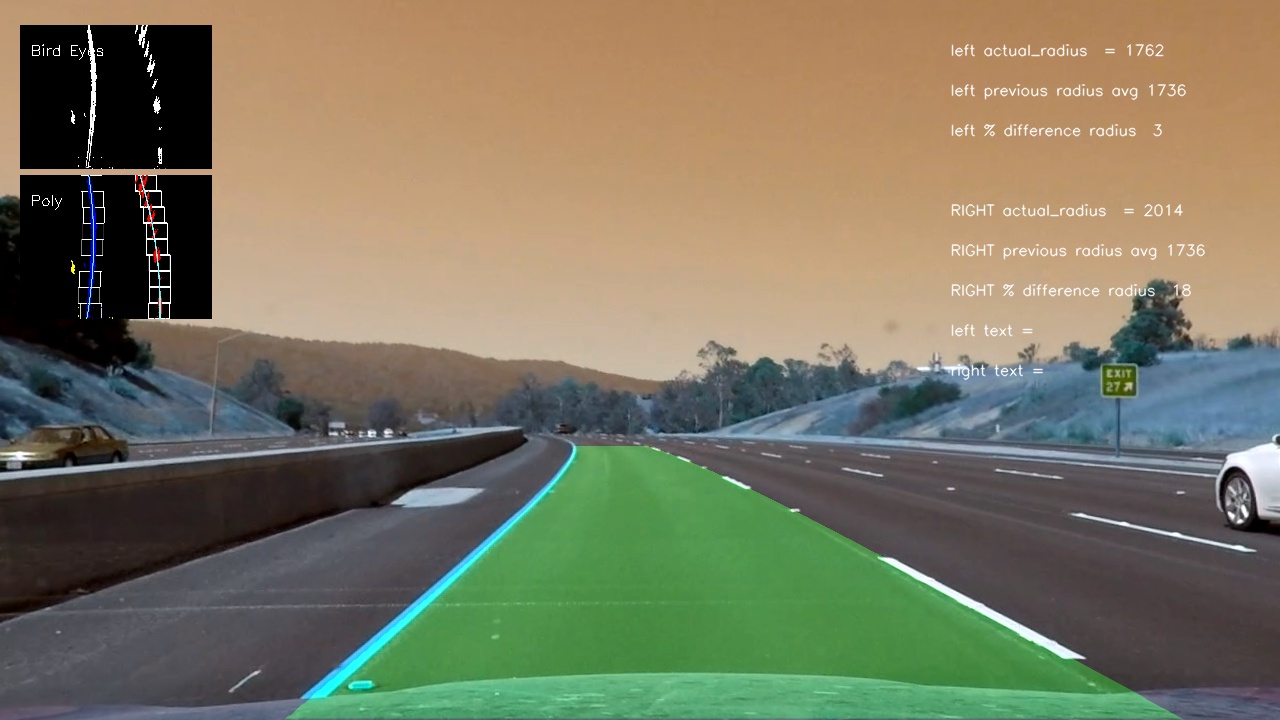 Bird Eyes
Poly
left actual_radius = 1762
left previous radius avg 1736
left % difference radius 3
RIGHT actual_radius = 2014
RIGHT previous radius avg 1736
RIGHT % difference radius 18
left text =
right text =
EXIT
27↗